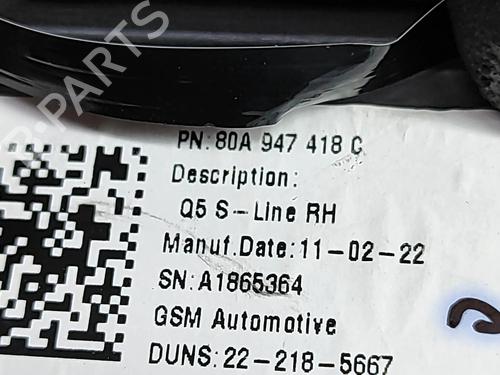 B-PARTS
PN:80A 947 418 C
Description:
Q5 S-Line RH
Manuf.Date:11-02-22
SN:A1865364
GSM Automotive
DUNS:22-218-5667